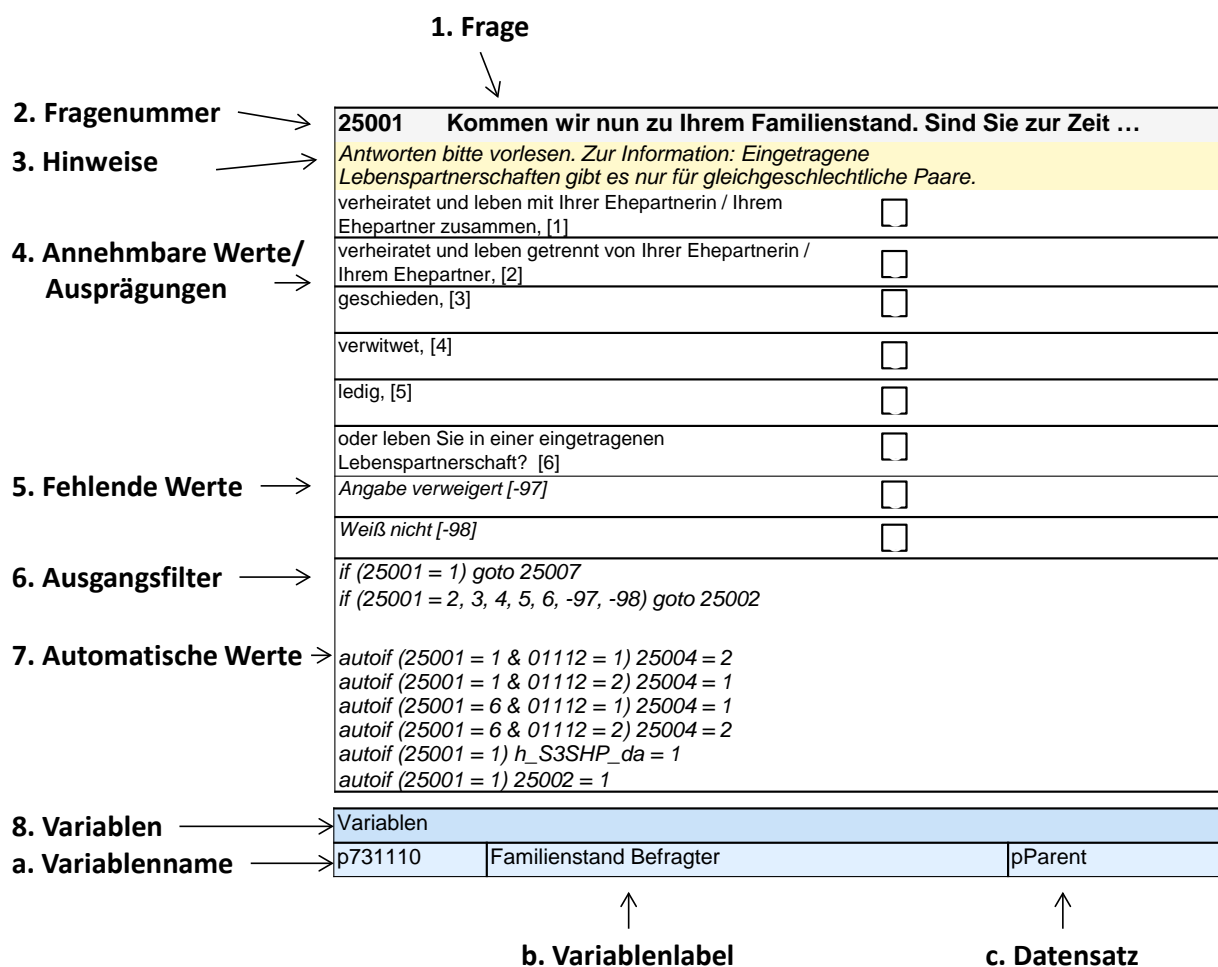 1. Frage
2. Fragenummer
25001 Kommen wir nun zu Ihrem Familienstand. Sind Sie zur Zeit …
3. Hinweise
Antworten bitte vorlesen. Zur Information: Eingetragene
Lebenspartnerschaften gibt es nur für gleichgeschlechtliche Paare.
verheiratet und leben mit Ihrer Ehepartnerin / Ihrem
Ehepartner zusammen, [1]
4. Annehmbare Werte/
Ausprägungen
verheiratet und leben getrennt von Ihrer Ehepartnerin /
Ihrem Ehepartner, [2]
geschieden, [3]
verwitwet, [4]
ledig, [5]
oder leben Sie in einer eingetragenen
Lebenspartnerschaft? [6]
5. Fehlende Werte
Angabe verweigert [-97]
Weiß nicht [-98]
6. Ausgangsfilter
if (25001 = 1) goto 25007
if (25001 = 2, 3, 4, 5, 6, -97, -98) goto 25002
7. Automatische Werte
autoif (25001 = 1 & 01112 = 1) 25004 = 2
autoif (25001 = 1 & 01112 = 2) 25004 = 1
autoif (25001 = 6 & 01112 = 1) 25004 = 1
autoif (25001 = 6 & 01112 = 2) 25004 = 2
autoif (25001 = 1) h_S3SHP_da = 1
autoif (25001 = 1) 25002 = 1
8. Variablen
Variablen
a. Variablenname
p731110 Familienstand Befragter pParent
b. Variablenlabel
c. Datensatz